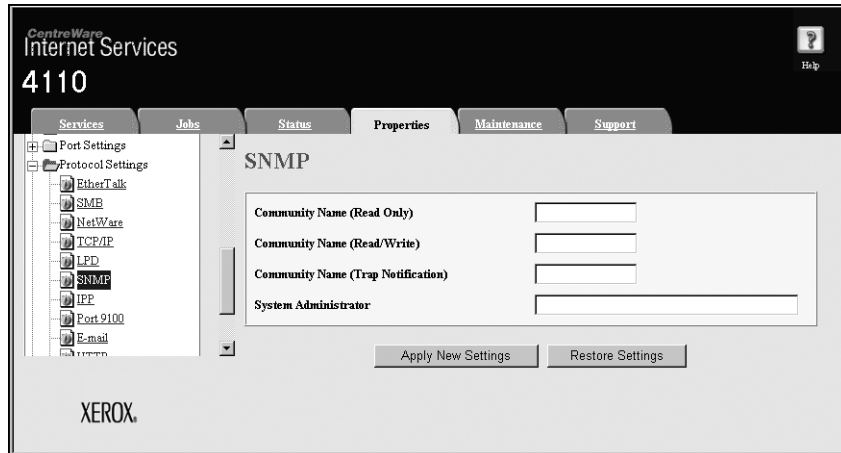 CentreWare
Internet Services
4110
Help
Services
Jobs
Status
Properties
Maintenance
Support
Port Settings
Protocol Settings
EtherTalk
SMB
NetWare
TCP/IP
LPD
SNMP
IPP
Port 9100
E-mail
HTTP
SNMP
Community Name (Read Only)
Community Name (Read/Write)
Community Name (Trap Notification)
System Administrator
Apply New Settings
Restore Settings
XEROX.